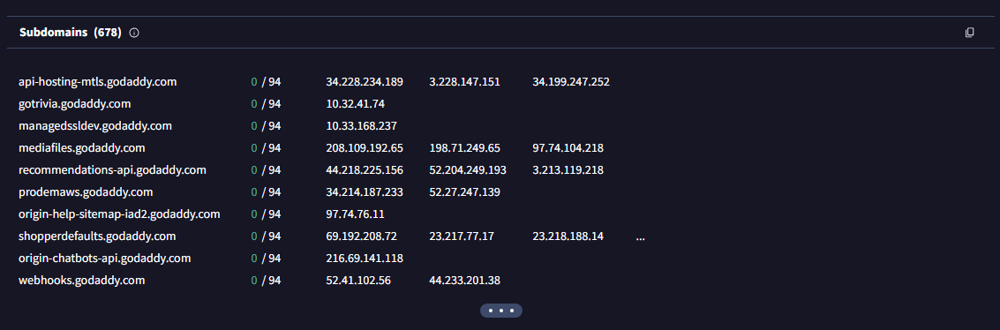 Subdomains (678)
api-hosting-mtls.godaddy.com 0 / 94 34.228.234.189 3.228.147.151 34.199.247.252
gotrivia.godaddy.com 0 / 94 10.32.41.74
managedssldev.godaddy.com 0 / 94 10.33.168.237
mediafiles.godaddy.com 0 / 94 208.109.192.65 198.71.249.65 97.74.104.218
recommendations-api.godaddy.com 0 / 94 44.218.225.156 52.204.249.193 3.213.119.218
prodemaws.godaddy.com 0 / 94 34.214.187.233 52.27.247.139
origin-help-sitemap-iad2.godaddy.com 0 / 94 97.74.76.11
shopperdefaults.godaddy.com 0 / 94 69.192.208.72 23.217.77.17 23.218.188.14 ...
origin-chatbots-api.godaddy.com 0 / 94 216.69.141.118
webhooks.godaddy.com 0 / 94 52.41.102.56 44.233.201.38